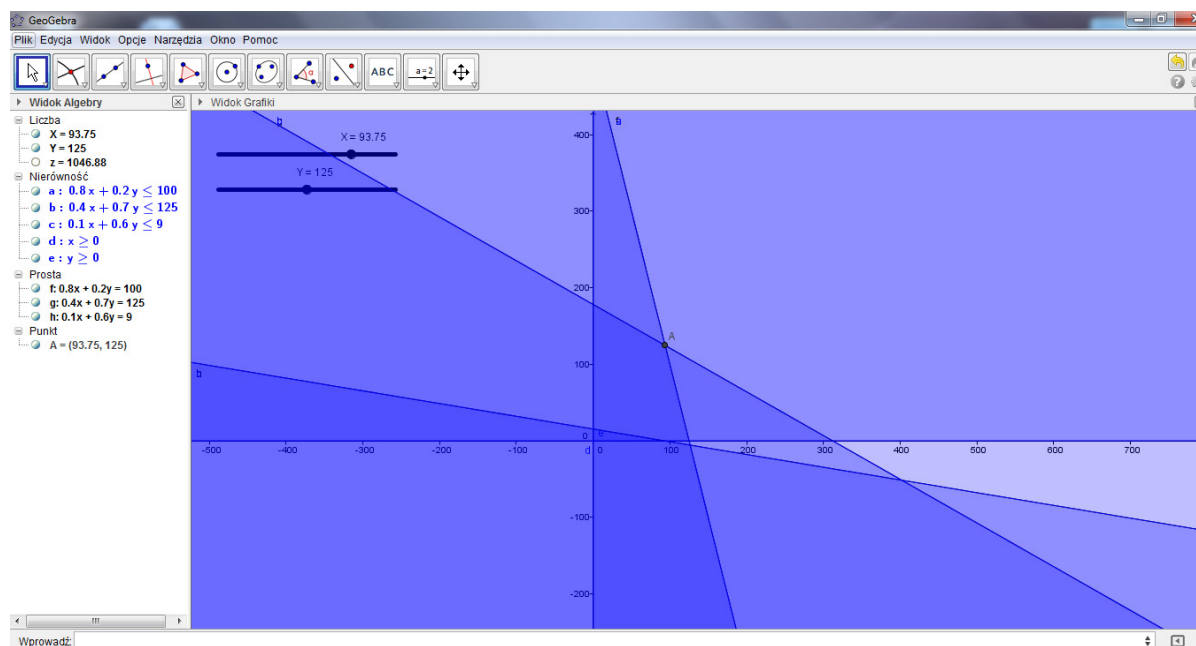 GeoGebra
Plik Edycja Widok Opcje Narzędzia Okno Pomoc
ABC
a=2
Widok Algebry
Widok Grafiki
Liczba
X = 93.75
Y = 125
z = 1046.88
Nierówność
a : 0.8 x + 0.2 y ≤ 100
b : 0.4 x + 0.7 y ≤ 125
c : 0.1 x + 0.6 y ≤ 9
d : x ≥ 0
e : y ≥ 0
Prosta
f: 0.8x + 0.2y = 100
g: 0.4x + 0.7y = 125
h: 0.1x + 0.6y = 9
Punkt
A = (93.75, 125)
X = 93.75
Y = 125
400
300
200
100
0
-100
-200
-500 -400 -300 -200 -100 0 100 200 300 400 500 600 700
A
b
d
Wprowadź: